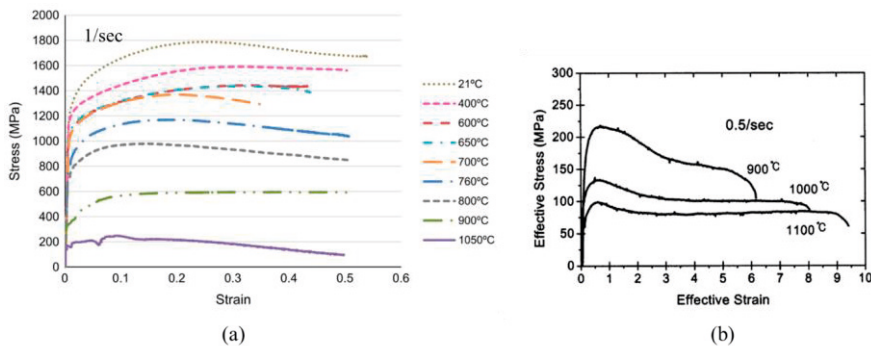 1/sec
Stress (MPa)
2000
1800
1600
1400
1200
1000
800
600
400
200
0
0 0.1 0.2 0.3 0.4 0.5 0.6
Strain
21ºC
400ºC
600ºC
650ºC
700ºC
760ºC
800ºC
900ºC
1050ºC
(a)
Effective Stress (MPa)
300
250
200
150
100
50
0
0.5/sec
900℃
1000℃
1100℃
0 1 2 3 4 5 6 7 8 9 10
Effective Strain
(b)